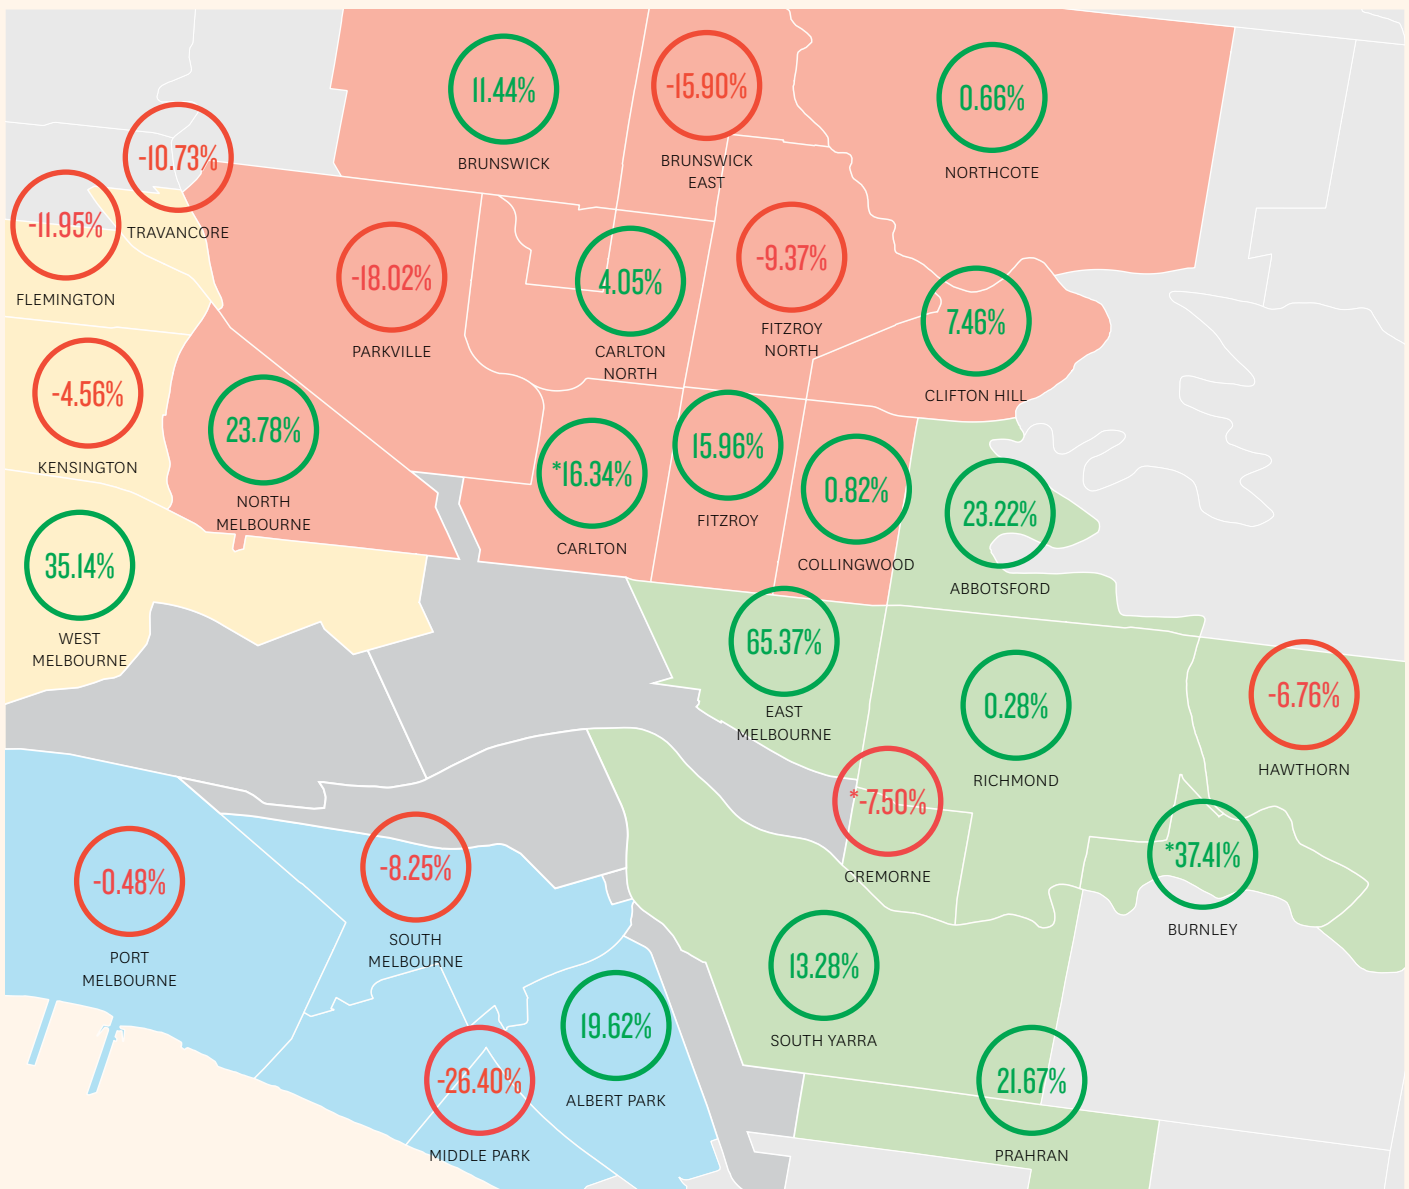 11.44%
BRUNSWICK
-15.90%
BRUNSWICK
EAST
0.66%
NORTHCOTE
-10.73%
TRAVANCORE
-11.95%
FLEMINGTON
-18.02%
PARKVILLE
4.05%
CARLTON
NORTH
-9.37%
FITZROY
NORTH
7.46%
CLIFTON HILL
-4.56%
KENSINGTON
23.78%
NORTH
MELBOURNE
*16.34%
CARLTON
15.96%
FITZROY
0.82%
COLLINGWOOD
23.22%
ABBOTSFORD
35.14%
WEST
MELBOURNE
65.37%
EAST
MELBOURNE
0.28%
RICHMOND
-6.76%
HAWTHORN
*-7.50%
CREMORNE
*37.41%
BURNLEY
-0.48%
PORT
MELBOURNE
-8.25%
SOUTH
MELBOURNE
13.28%
SOUTH YARRA
19.62%
ALBERT PARK
-26.40%
MIDDLE PARK
21.67%
PRAHRAN